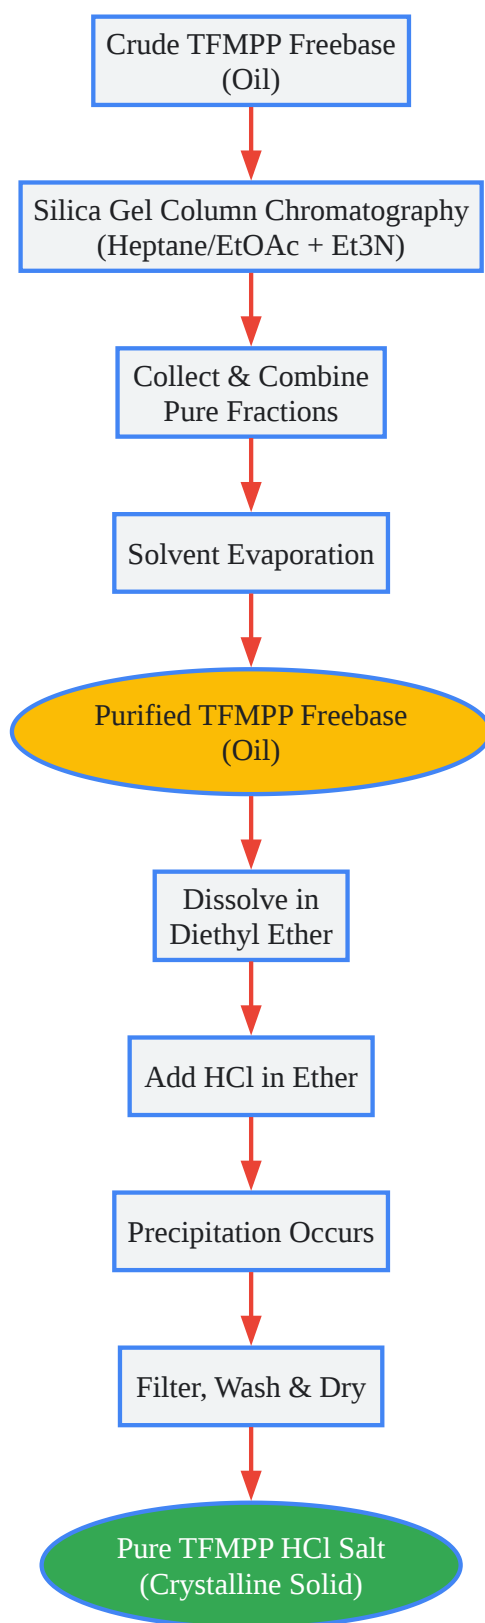 Crude TFMPP Freebase
(Oil)
Silica Gel Column Chromatography
(Heptane/EtOAc + Et3N)
Collect & Combine
Pure Fractions
Solvent Evaporation
Purified TFMPP Freebase
(Oil)
Dissolve in
Diethyl Ether
Add HCl in Ether
Precipitation Occurs
Filter, Wash & Dry
Pure TFMPP HCl Salt
(Crystalline Solid)